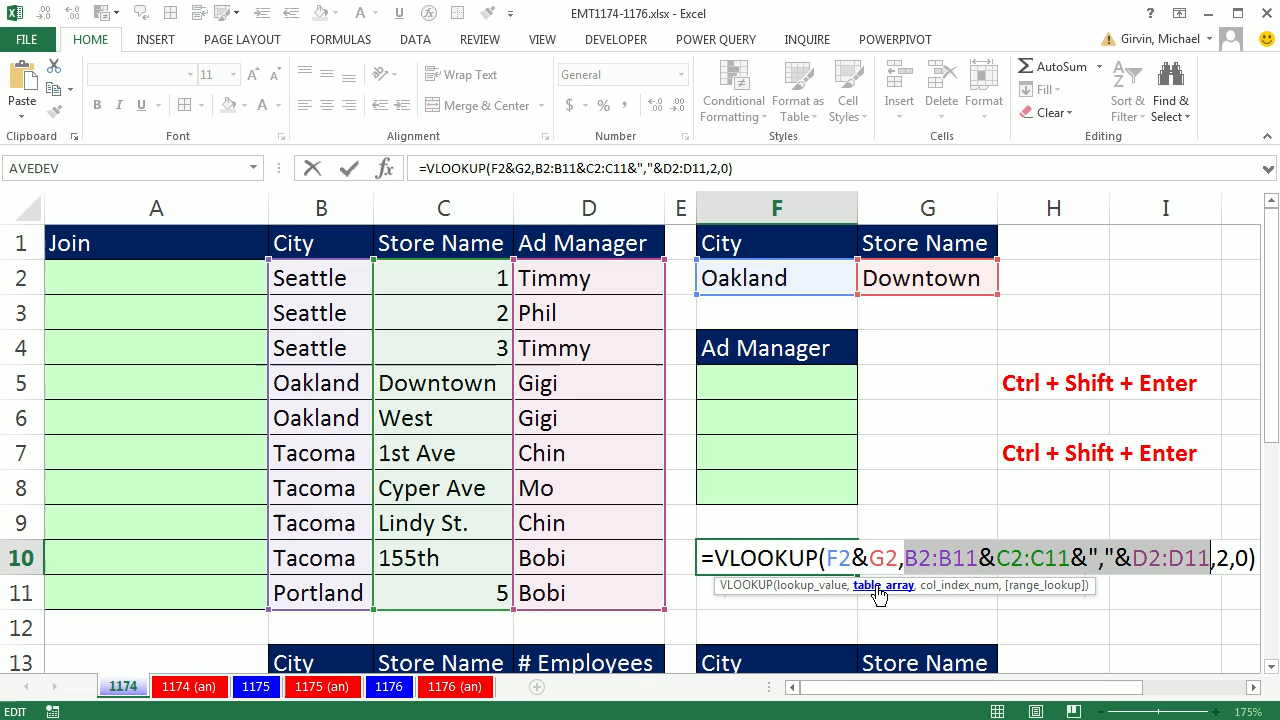 EMT1174-1176.xlsx - Excel
FILE HOME INSERT PAGE LAYOUT FORMULAS DATA REVIEW VIEW DEVELOPER POWER QUERY INQUIRE POWERPIVOT Girvin, Michael
Paste
11
Wrap Text
Merge & Center
General
Conditional Formatting
Format as Table
Cell Styles
Insert
Delete
Format
AutoSum
Fill
Clear
Sort & Filter
Find & Select
Clipboard Font Alignment Number Styles Cells Editing
AVEDEV =VLOOKUP(F2&G2,B2:B11&C2:C11&","&D2:D11,2,0)
A B C D E F G H I
1 Join City Store Name Ad Manager City Store Name
2 Seattle 1 Timmy Oakland Downtown
3 Seattle 2 Phil
4 Seattle 3 Timmy Ad Manager
5 Oakland Downtown Gigi Ctrl + Shift + Enter
6 Oakland West Gigi
7 Tacoma 1st Ave Chin Ctrl + Shift + Enter
8 Tacoma Cyper Ave Mo
9 Tacoma Lindy St. Chin
10 Tacoma 155th Bobi =VLOOKUP(F2&G2,B2:B11&C2:C11&","&D2:D11,2,0)
VLOOKUP(lookup_value, table_array, col_index_num, [range_lookup])
11 Portland 5 Bobi
12
13 City Store Name # Employees City Store Name
1174 1174 (an) 1175 1175 (an) 1176 1176 (an)
EDIT 175%